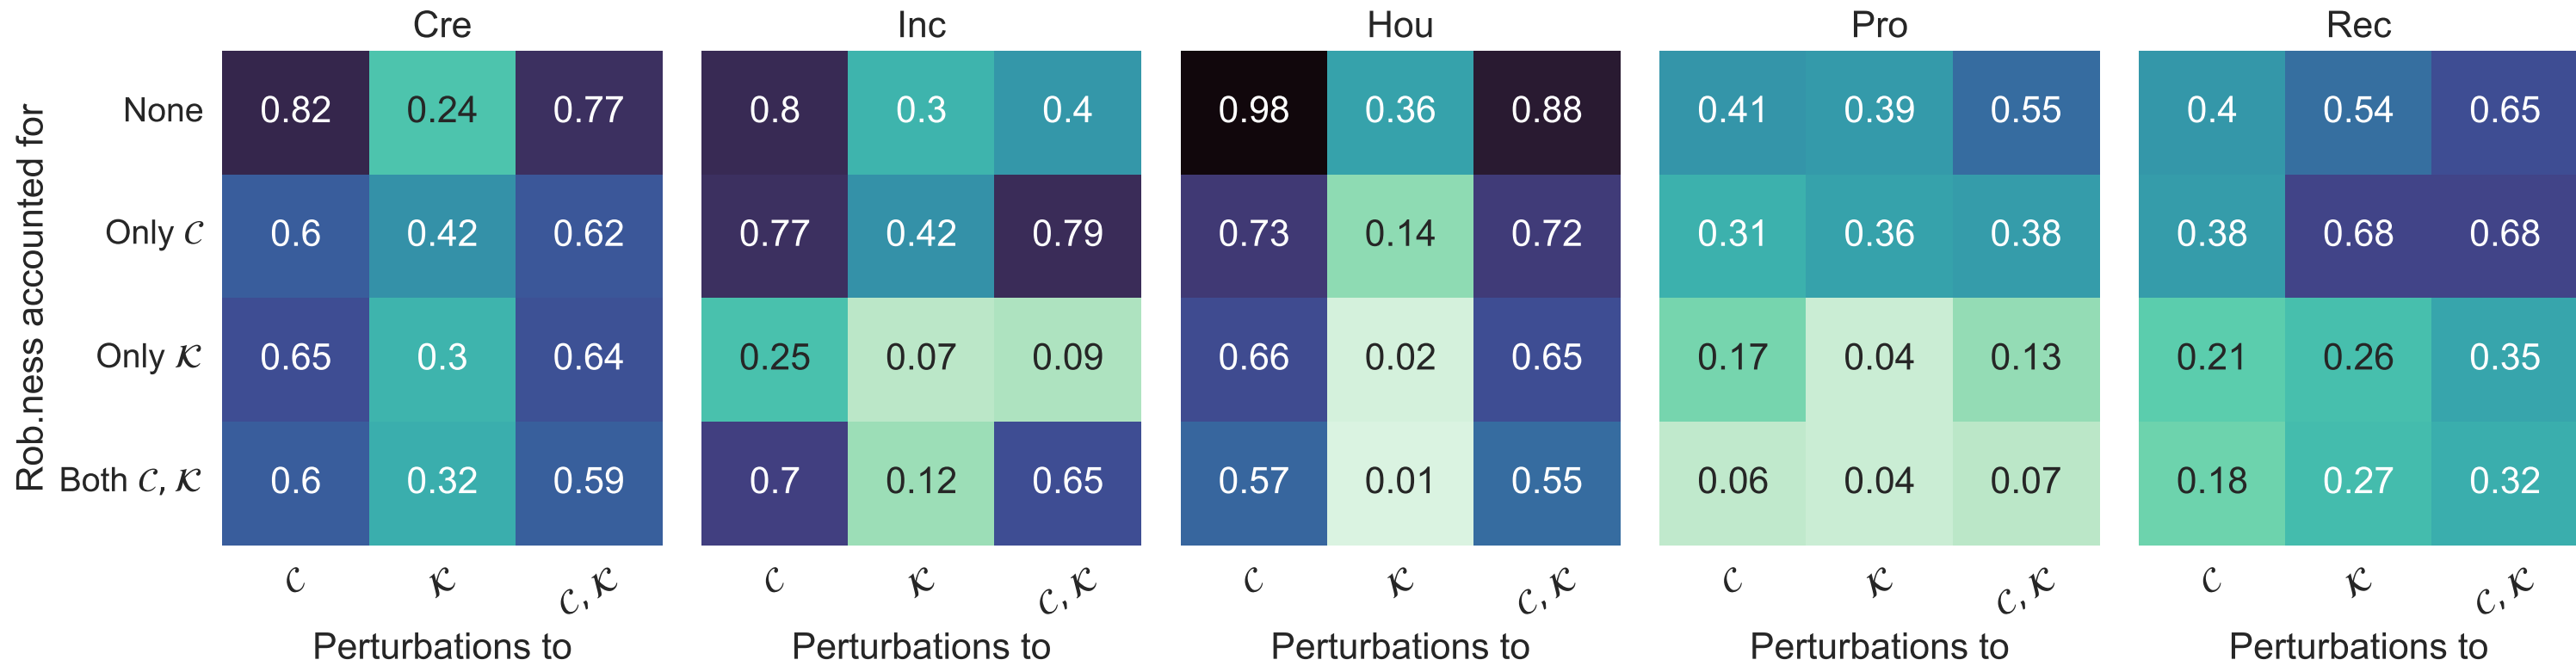 Cre Inc Hou Pro Rec
Rob.ness accounted for
None 0.82 0.24 0.77 0.8 0.3 0.4 0.98 0.36 0.88 0.41 0.39 0.55 0.4 0.54 0.65
Only 𝒞 0.6 0.42 0.62 0.77 0.42 0.79 0.73 0.14 0.72 0.31 0.36 0.38 0.38 0.68 0.68
Only 𝒦 0.65 0.3 0.64 0.25 0.07 0.09 0.66 0.02 0.65 0.17 0.04 0.13 0.21 0.26 0.35
Both 𝒞, 𝒦 0.6 0.32 0.59 0.7 0.12 0.65 0.57 0.01 0.55 0.06 0.04 0.07 0.18 0.27 0.32
𝒞 𝒦 𝒞, 𝒦 𝒞 𝒦 𝒞, 𝒦 𝒞 𝒦 𝒞, 𝒦 𝒞 𝒦 𝒞, 𝒦 𝒞 𝒦 𝒞, 𝒦
Perturbations to Perturbations to Perturbations to Perturbations to Perturbations to